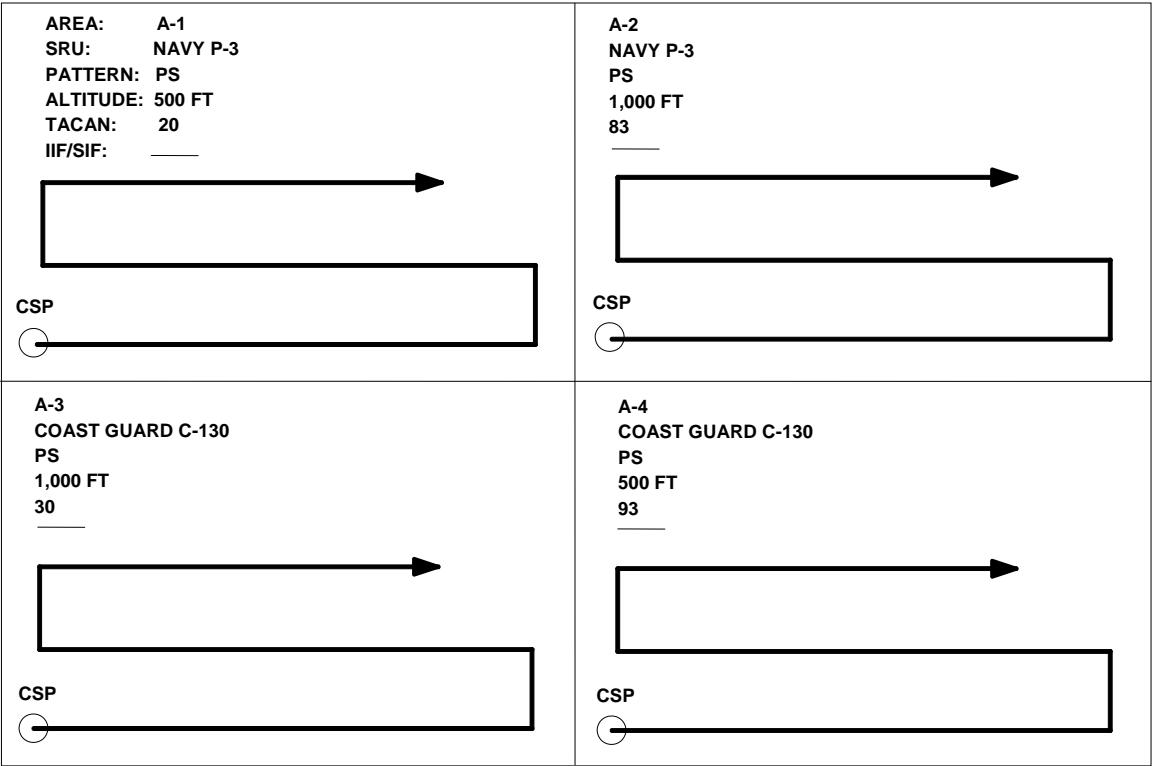 AREA: A-1
SRU: NAVY P-3
PATTERN: PS
ALTITUDE: 500 FT
TACAN: 20
IIF/SIF:
CSP
A-2
NAVY P-3
PS
1,000 FT
83
CSP
A-3
COAST GUARD C-130
PS
1,000 FT
30
CSP
A-4
COAST GUARD C-130
PS
500 FT
93
CSP